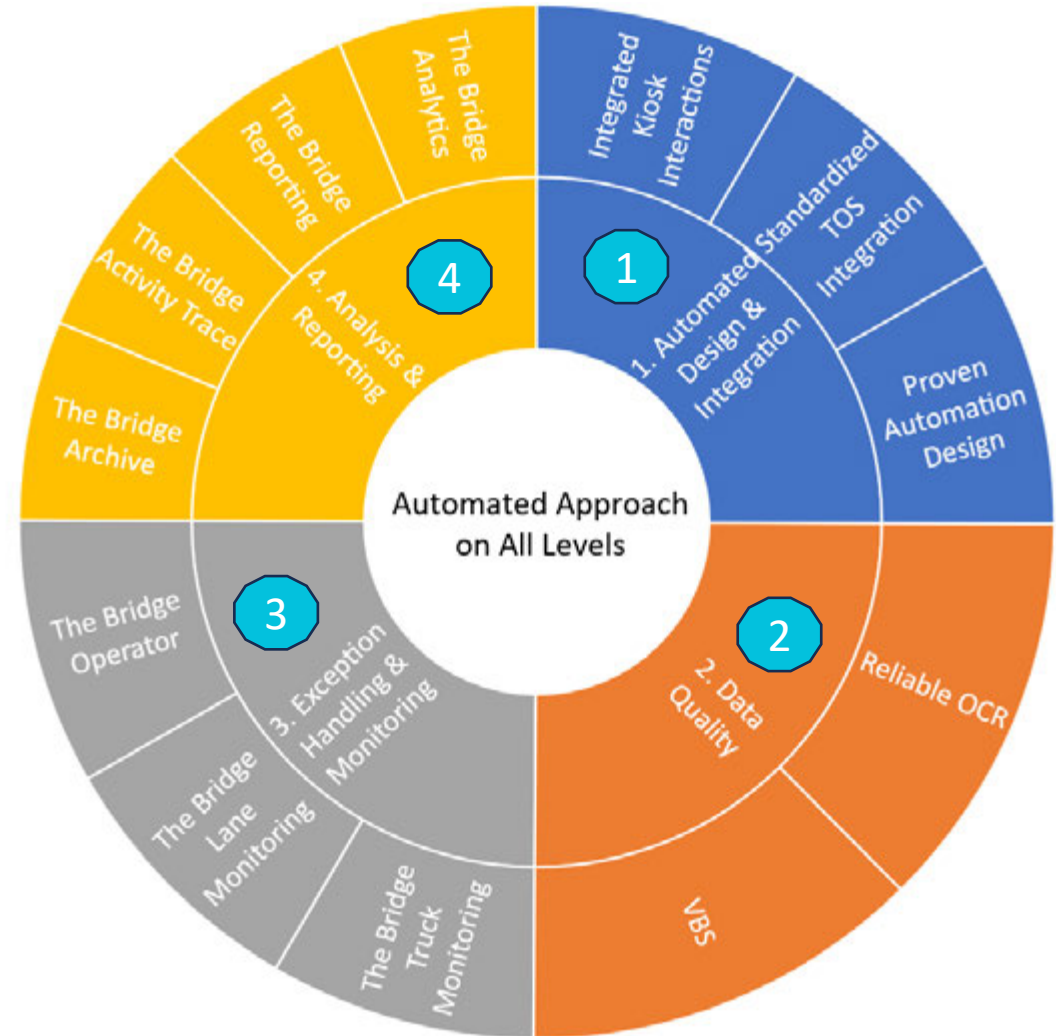 Automated Approach
on All Levels
1
1. Automated
Design &
Integration
Integrated
Kiosk
Interactions
Standardized
TOS
Integration
Proven
Automation
Design
2
2. Data
Quality
Reliable OCR
VBS
3
3. Exception
Handling &
Monitoring
The Bridge
Truck
Monitoring
The Bridge
Lane
Monitoring
The Bridge
Operator
4
4. Analysis &
Reporting
The Bridge
Archive
The Bridge
Activity Trace
The Bridge
Reporting
The Bridge
Analytics